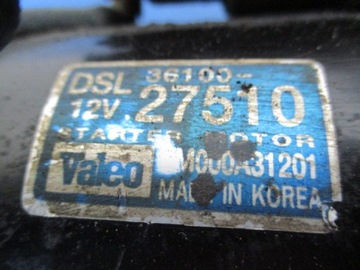 DSL 36100-
12V 27510
STARTER MOTOR
Valeo M000A31201
MADE IN KOREA